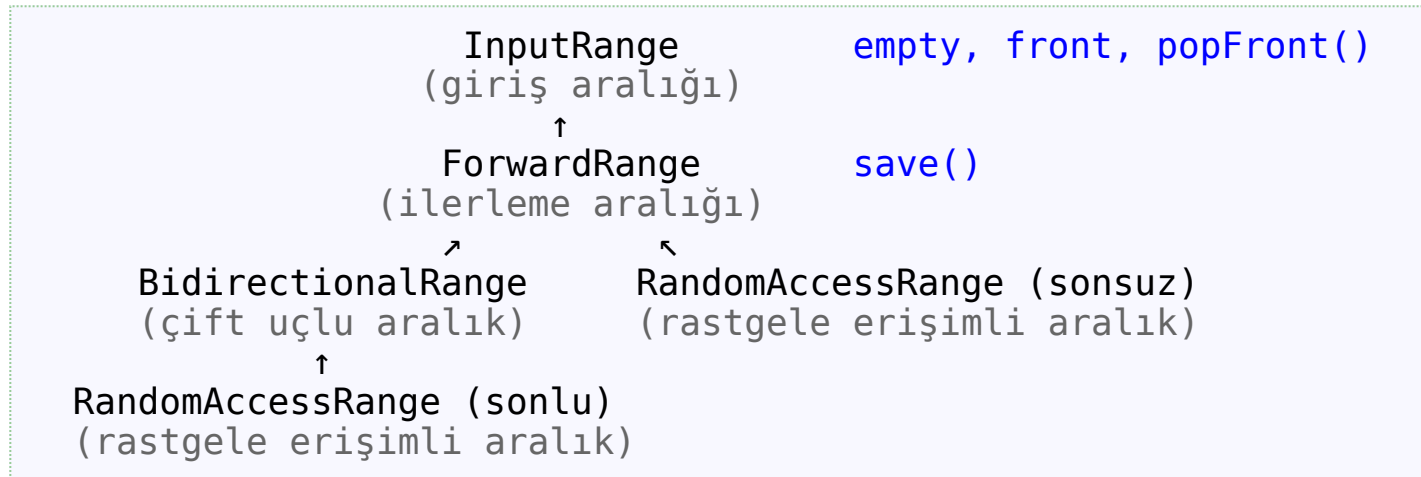 InputRange empty, front, popFront()
(giriş aralığı)
↑
ForwardRange save()
(ilerleme aralığı)
↗ ↖
BidirectionalRange RandomAccessRange (sonsuz)
(çift uçlu aralık) (rastgele erişimli aralık)
↑
RandomAccessRange (sonlu)
(rastgele erişimli aralık)